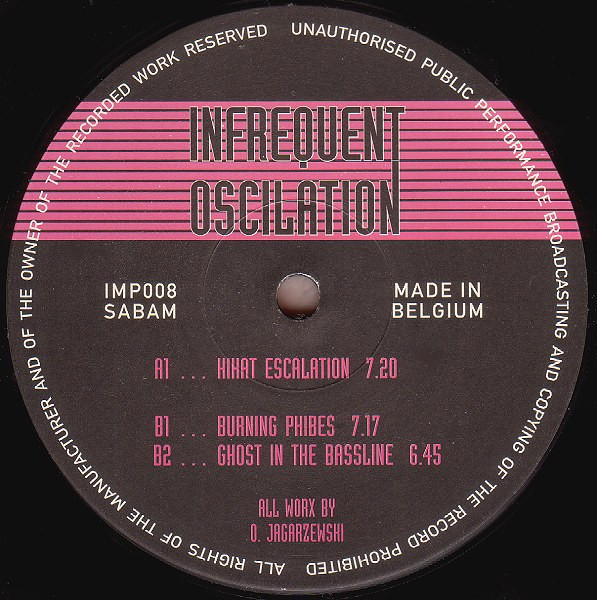 ALL RIGHTS OF THE MANUFACTURER AND OF THE OWNER OF THE RECORDED WORK RESERVED
UNAUTHORISED PUBLIC PERFORMANCE BROADCASTING AND COPYING OF THE RECORD PROHIBITED
INFREQUENT
OSCILATION
IMP008
SABAM
MADE IN
BELGIUM
A1 ... HIHAT ESCALATION 7.20
B1 ... BURNING PHIBES 7.17
B2 ... GHOST IN THE BASSLINE 6.45
ALL WORX BY
O. JAGARZEWSKI